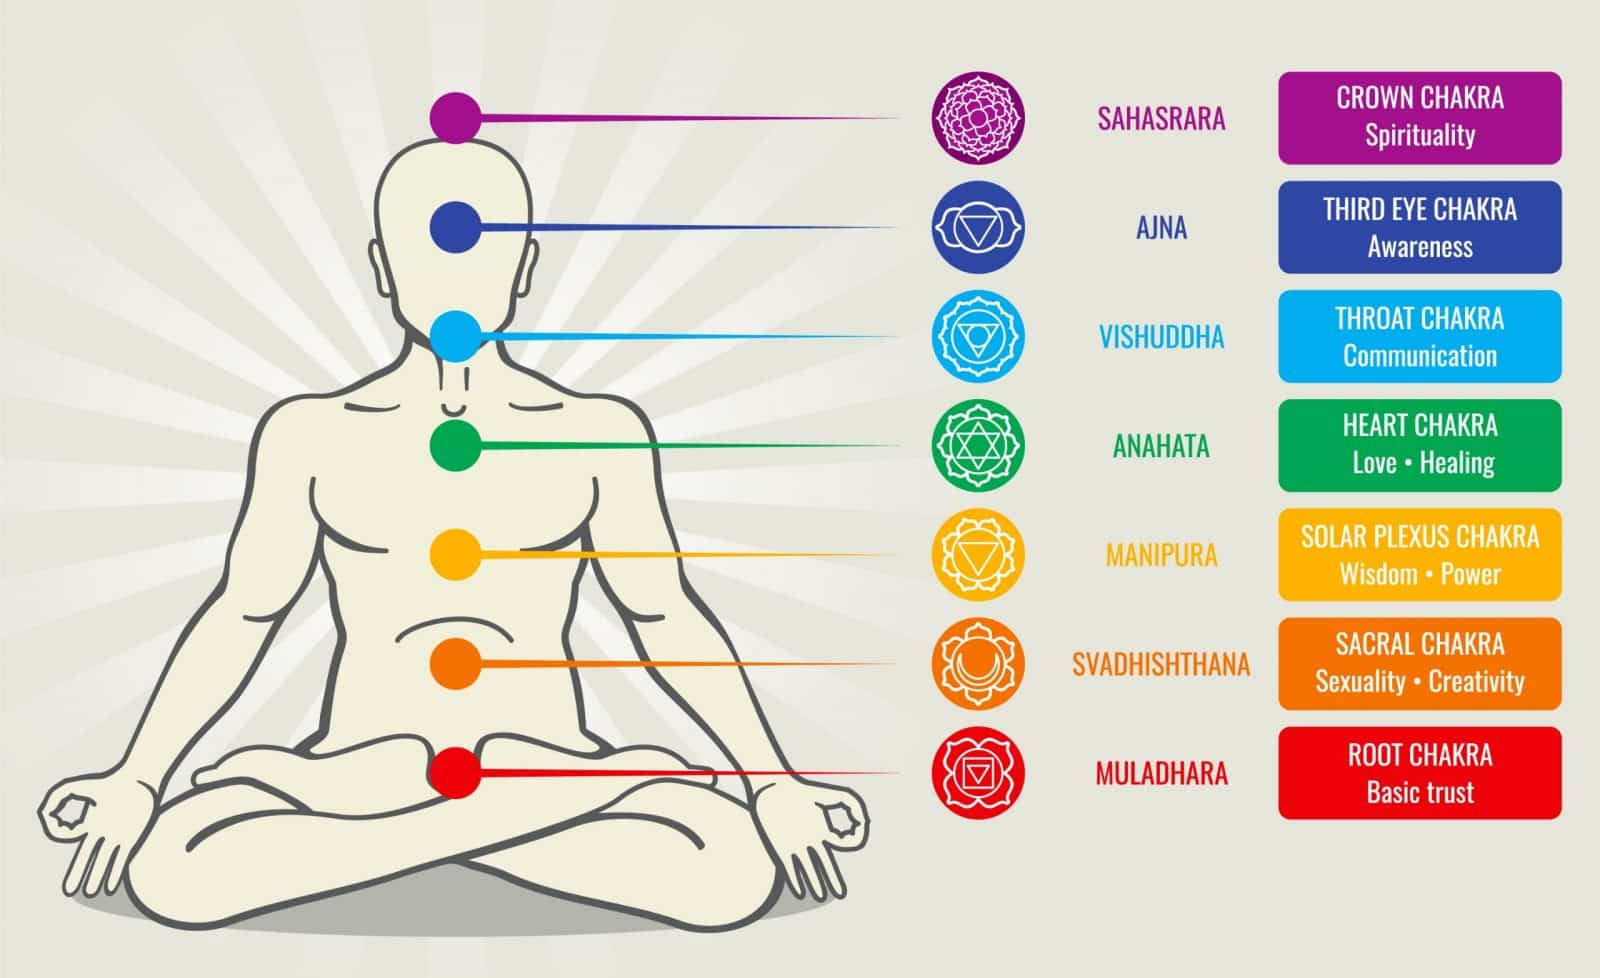 SAHASRARA
CROWN CHAKRA
Spirituality
AJNA
THIRD EYE CHAKRA
Awareness
VISHUDDHA
THROAT CHAKRA
Communication
ANAHATA
HEART CHAKRA
Love • Healing
MANIPURA
SOLAR PLEXUS CHAKRA
Wisdom • Power
SVADHISHTHANA
SACRAL CHAKRA
Sexuality • Creativity
MULADHARA
ROOT CHAKRA
Basic trust